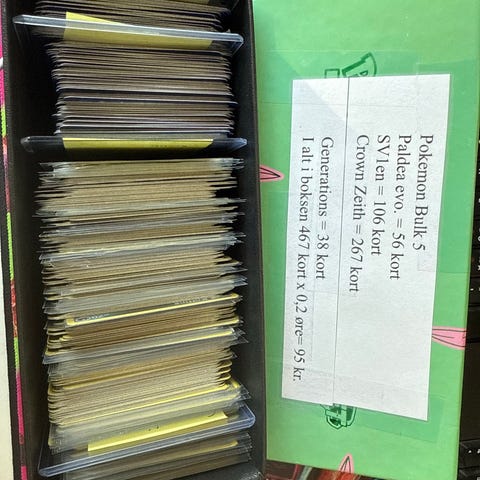 Pokemon Bulk 5
Paldea evo. = 56 kort
SV1en = 106 kort
Crown Zeith = 267 kort
Generations = 38 kort
I alt i boksen 467 kort x 0,2 øre= 95 kr.